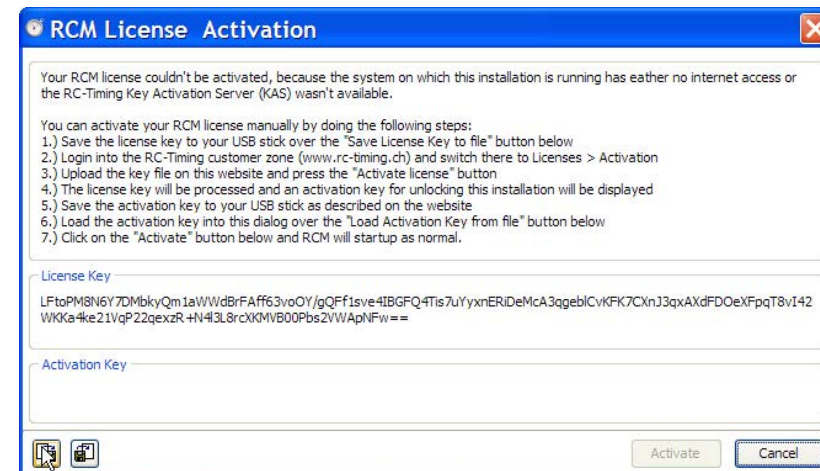 RCM License Activation
Your RCM license couldn't be activated, because the system on which this installation is running has eather no internet access or
the RC-Timing Key Activation Server (KAS) wasn't available.
You can activate your RCM license manually by doing the following steps:
1.) Save the license key to your USB stick over the "Save License Key to file" button below
2.) Login into the RC-Timing customer zone (www.rc-timing.ch) and switch there to Licenses > Activation
3.) Upload the key file on this website and press the "Activate license" button
4.) The license key will be processed and an activation key for unlocking this installation will be displayed
5.) Save the activation key to your USB stick as described on the website
6.) Load the activation key into this dialog over the "Load Activation Key from file" button below
7.) Click on the "Activate" button below and RCM will startup as normal.
License Key
LFtoPM8N6Y7DMbkyQm1aWWdBrFAff63voOY/gQFf1sve4IBGFQ4Tis7uYyxnERiDeMcA3qgeblCvKFK7CXnJ3qxAXdFDOeXFpqT8vI42
WKKa4ke21VqP22qexzR+N4l3L8rcXKMVB00Pbs2VWApNFw==
Activation Key
Activate
Cancel